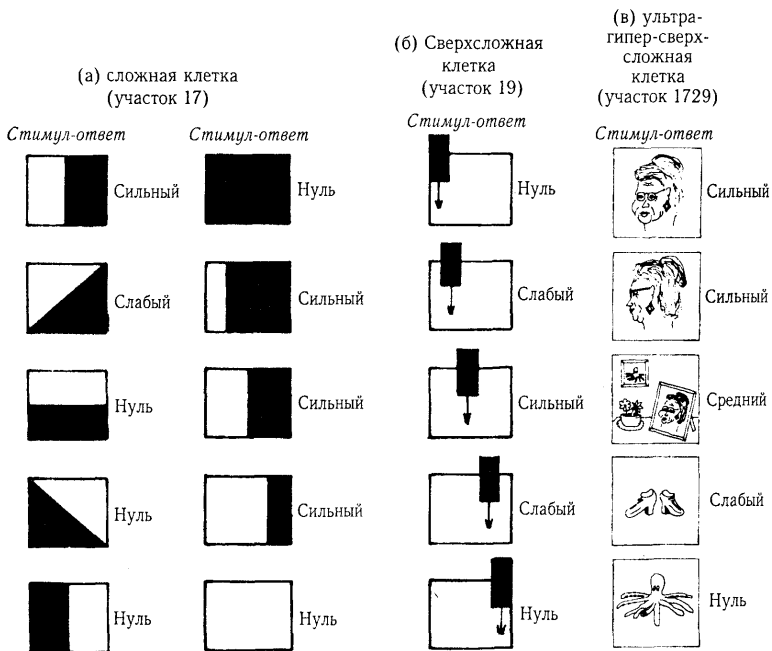 (а) сложная клетка
(участок 17)
Стимул-ответ
Стимул-ответ
Сильный
Нуль
Слабый
Сильный
Нуль
Сильный
Нуль
Сильный
Нуль
Нуль
(б) Сверхсложная
клетка
(участок 19)
Стимул-ответ
Нуль
Слабый
Сильный
Слабый
Нуль
(в) ультра-
гипер-сверх-
сложная
клетка
(участок 1729)
Стимул-ответ
Сильный
Сильный
Средний
Слабый
Нуль